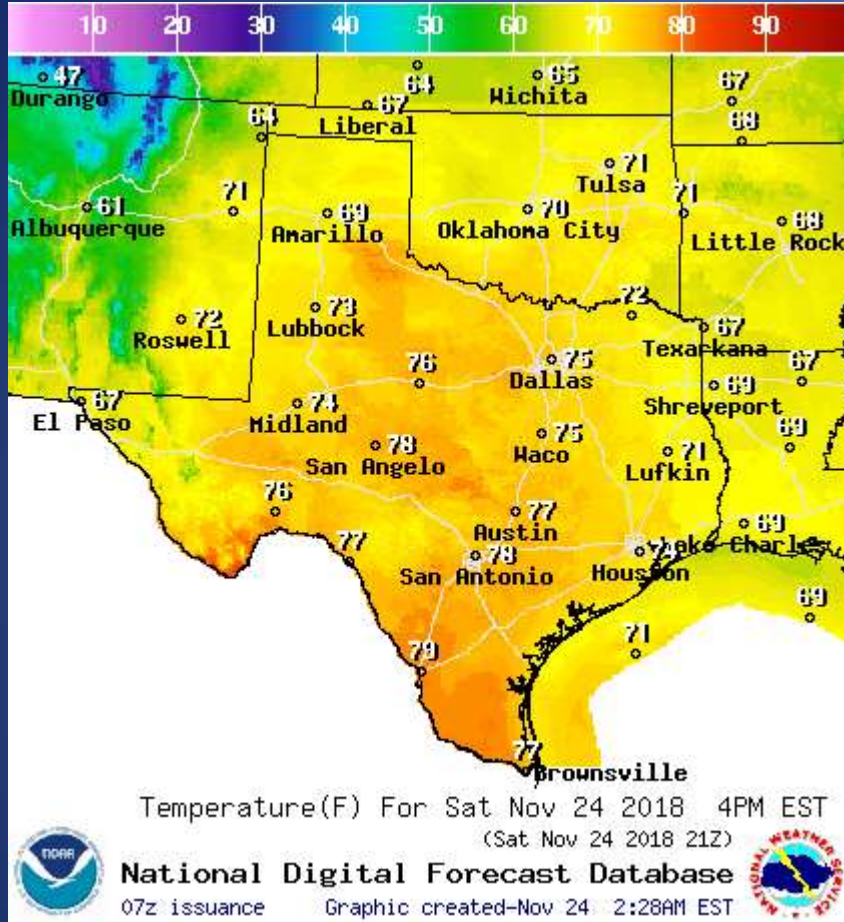 10 20 30 40 50 60 70 80 90
47
Durango
64
67
Liberal
65
Wichita
67
68
64
71
Tulsa
61
Albuquerque
71
69
Amarillo
70
Oklahoma City
71
68
Little Rock
72
Roswell
73
Lubbock
72
67
Texarkana
76
75
Dallas
69
Shreveport
67
67
El Paso
74
Midland
78
San Angelo
75
Waco
71
Lufkin
69
76
77
Austin
69
Lake Charles
77
78
San Antonio
Houston
69
71
79
77
Brownsville
Temperature(F) For Sat Nov 24 2018 4PM EST
(Sat Nov 24 2018 21Z)
National Digital Forecast Database
07z issuance Graphic created-Nov 24 2:28AM EST
NOAA
NATIONAL WEATHER SERVICE